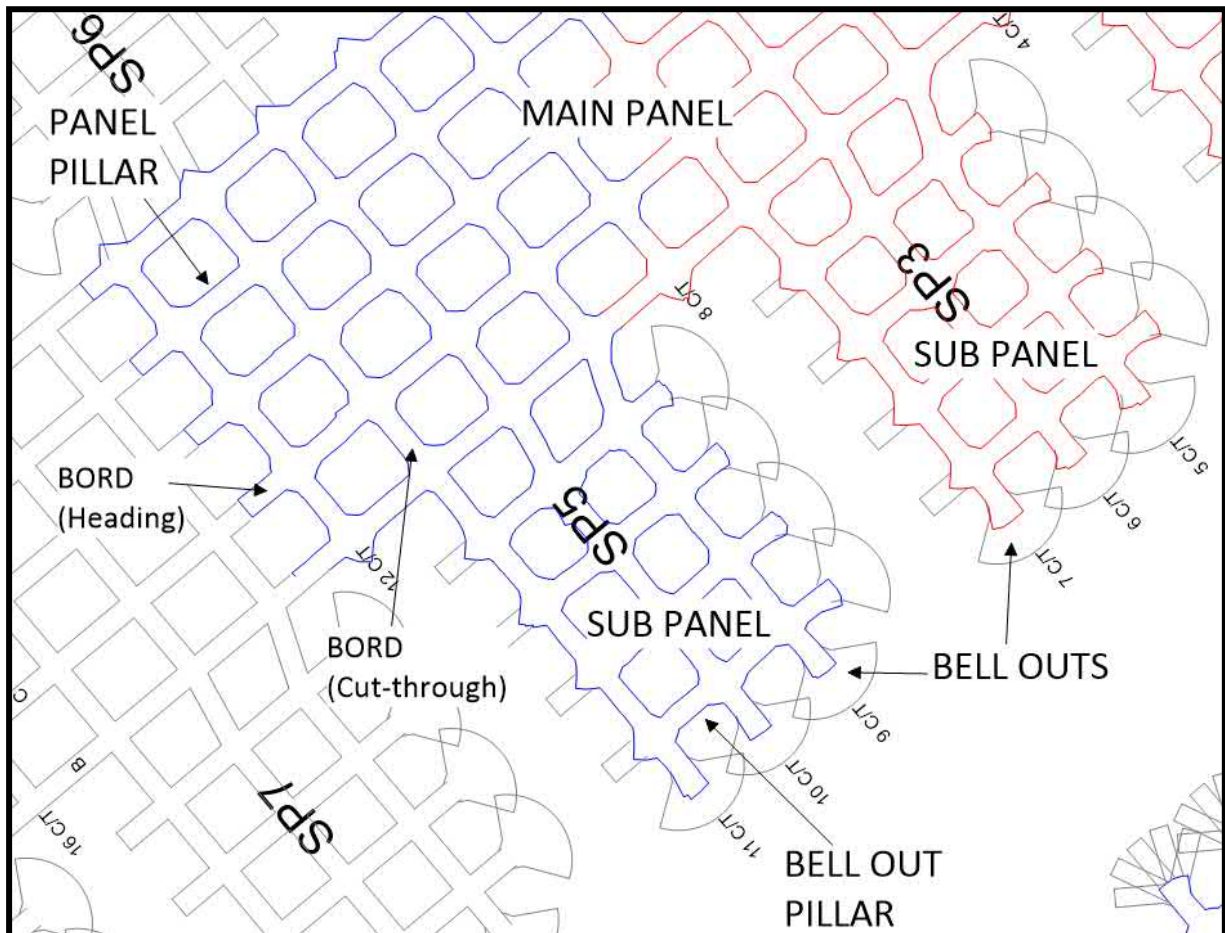 SP6
PANEL
PILLAR
MAIN PANEL
4 C/T
8 C/T
SP3
SUB PANEL
5 C/T
6 C/T
7 C/T
BORD
(Heading)
12 C/T
SP5
SUB PANEL
BORD
(Cut-through)
BELL OUTS
9 C/T
10 C/T
11 C/T
C
B
16 C/T
SP7
BELL OUT
PILLAR